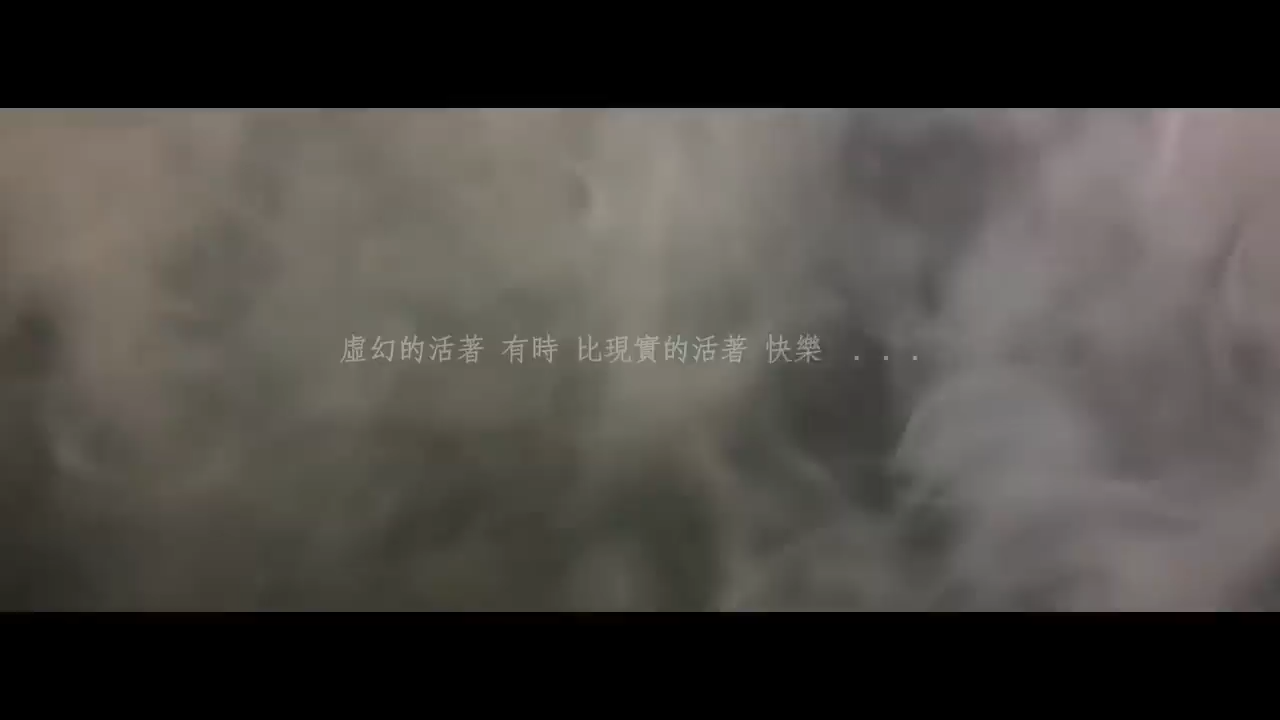 虛幻的活著 有時 比現實的活著 快樂 . . .